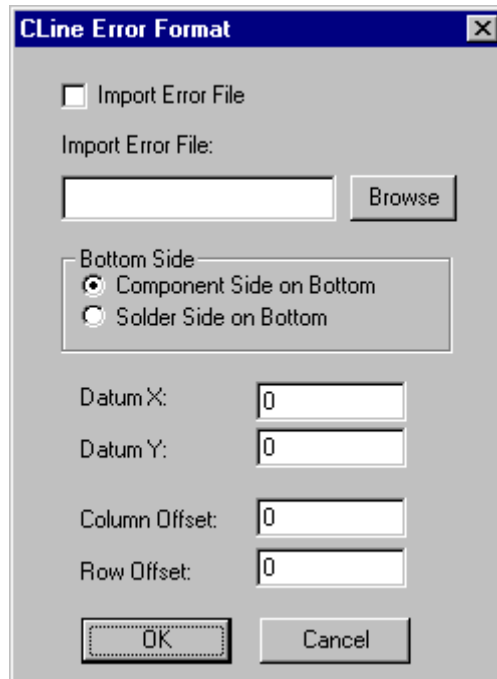 CLine Error Format
Import Error File
Import Error File:
Browse
Bottom Side
Component Side on Bottom
Solder Side on Bottom
Datum X: 0
Datum Y: 0
Column Offset: 0
Row Offset: 0
OK Cancel